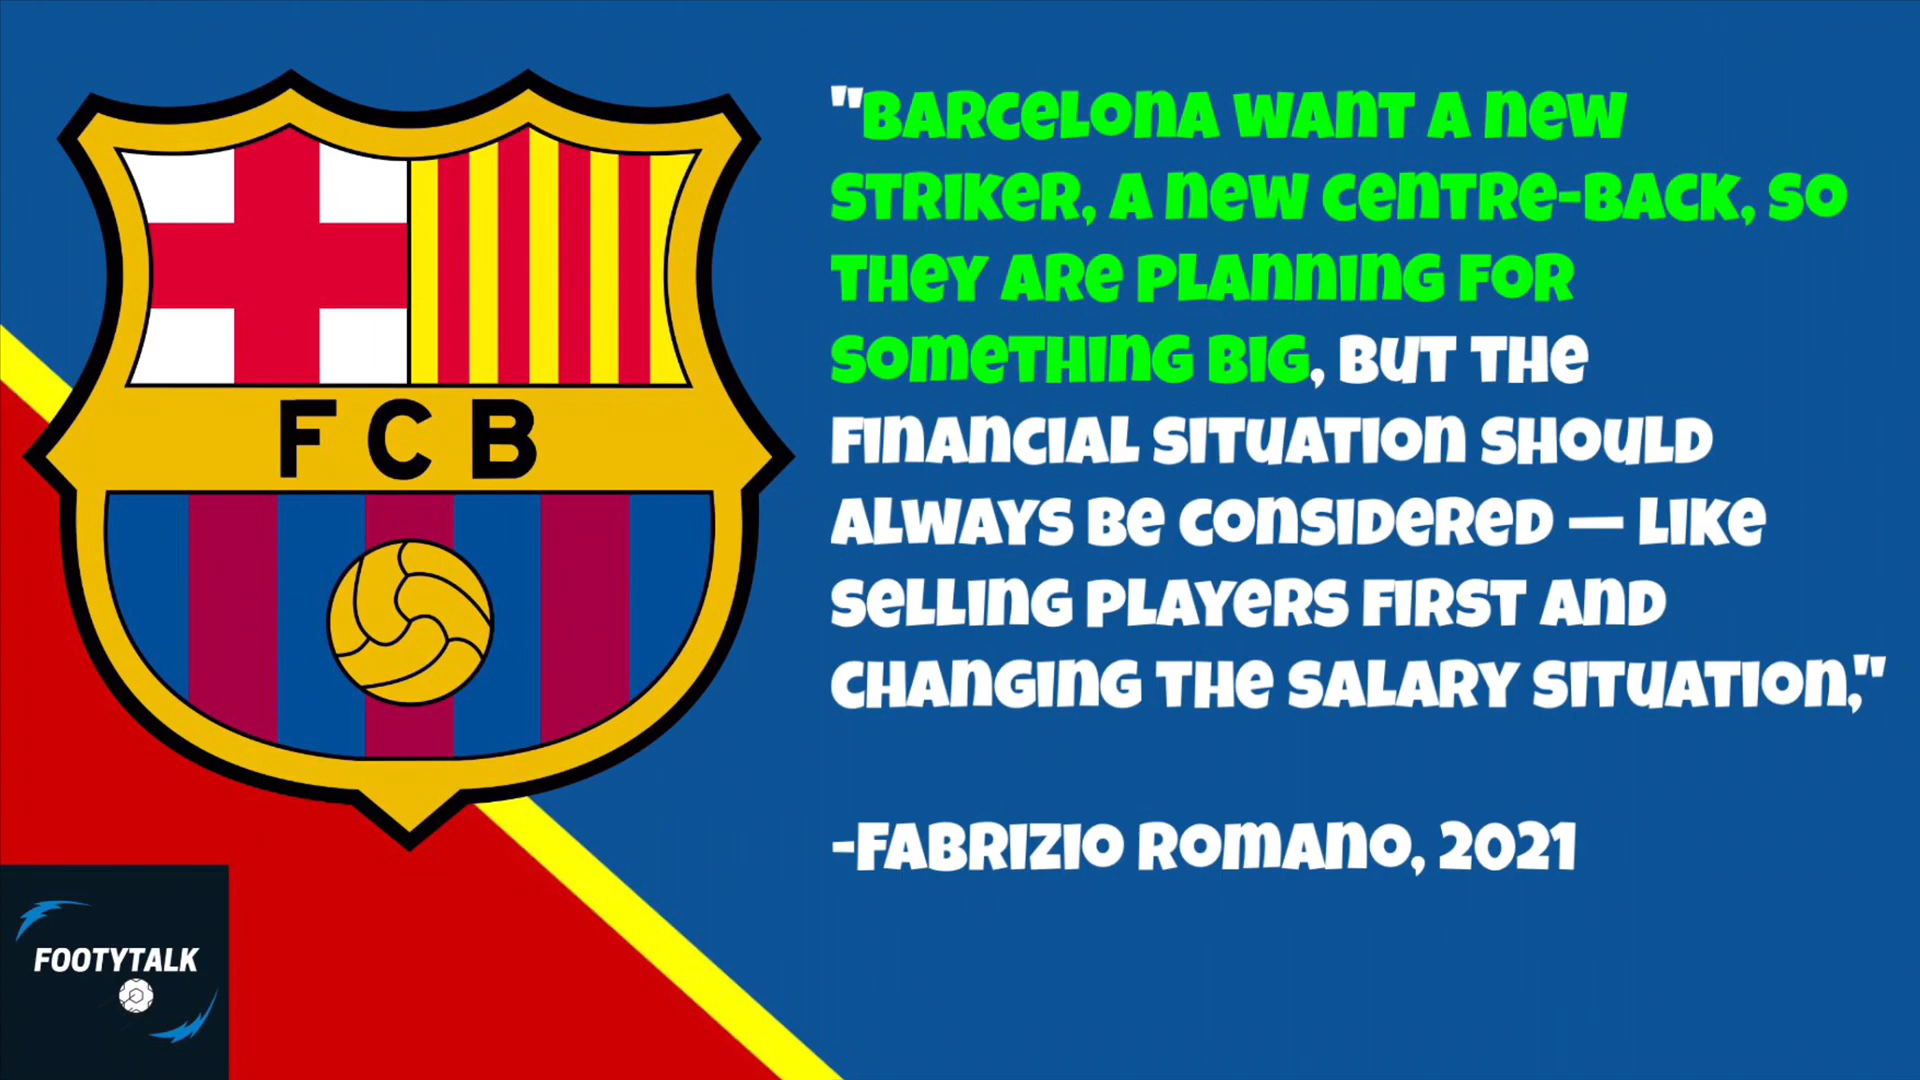 FCB
"BARCELONA WANT A NEW
STRIKER, A NEW CENTRE-BACK, SO
THEY ARE PLANNING FOR
SOMETHING BIG, BUT THE
FINANCIAL SITUATION SHOULD
ALWAYS BE CONSIDERED — LIKE
SELLING PLAYERS FIRST AND
CHANGING THE SALARY SITUATION,"
-FABRIZIO ROMANO, 2021
FOOTYTALK